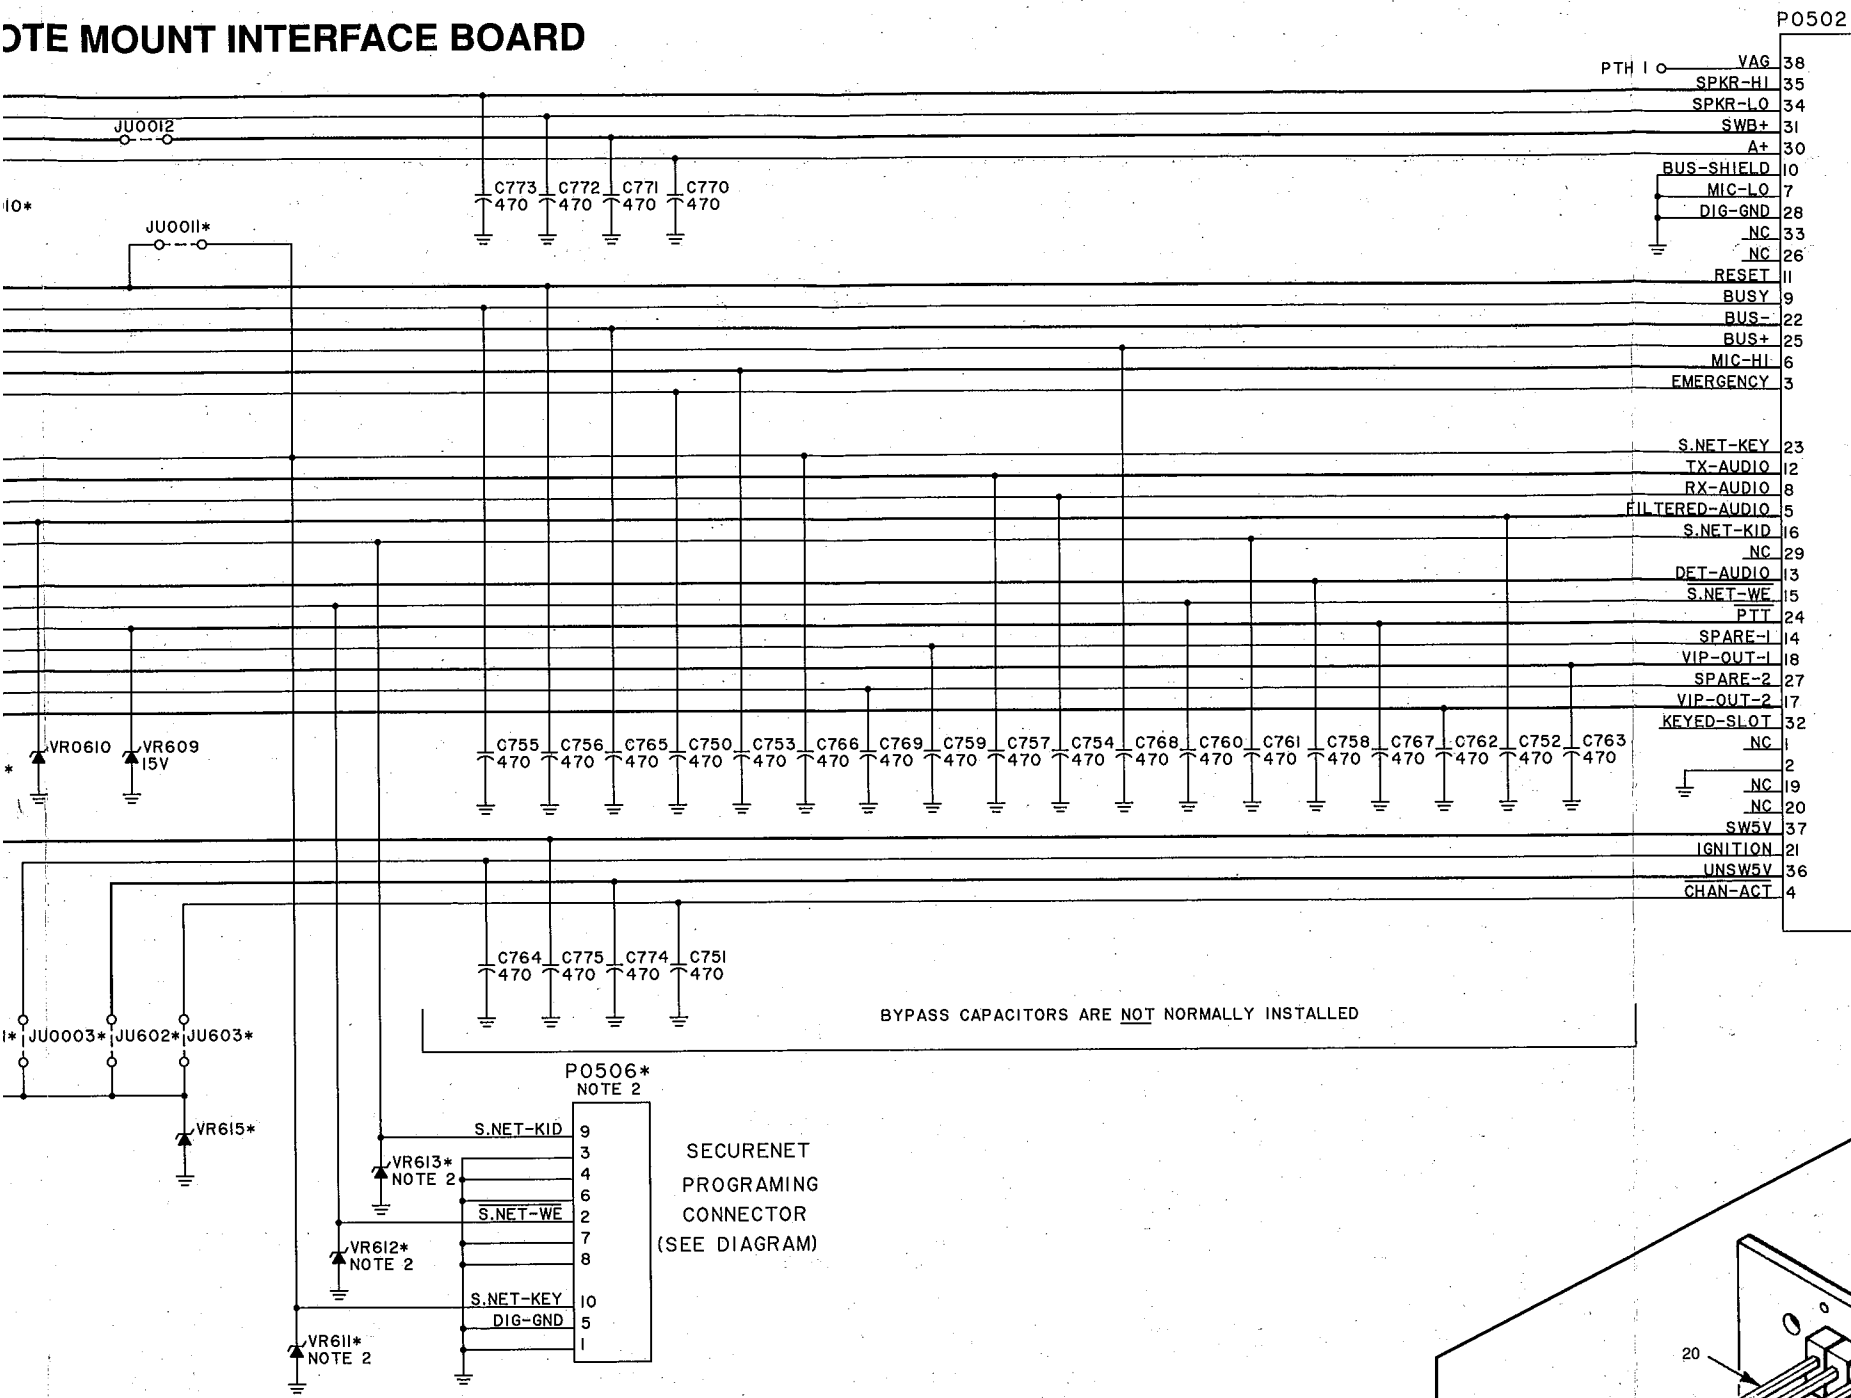 OTE MOUNT INTERFACE BOARD
P0502
PTH 1
VAG 38
SPKR-HI 35
SPKR-LO 34
JU0012
SWB+ 31
A+ 30
BUS-SHIELD 10
MIC-LO 7
DIG-GND 28
NC 33
NC 26
C773 470
C772 470
C771 470
C770 470
10*
JU0011*
RESET 11
BUSY 9
BUS- 22
BUS+ 25
MIC-HI 6
EMERGENCY 3
S.NET-KEY 23
TX-AUDIO 12
RX-AUDIO 8
FILTERED-AUDIO 5
S.NET-KID 16
NC 29
DET-AUDIO 13
S.NET-WE 15
PTT 24
SPARE-1 14
VIP-OUT-1 18
SPARE-2 27
VIP-OUT-2 17
KEYED-SLOT 32
NC 1
2
NC 19
NC 20
SW5V 37
IGNITION 21
UNSW5V 36
CHAN-ACT 4
*
VR0610
VR609
15V
C755 470
C756 470
C765 470
C750 470
C753 470
C766 470
C769 470
C759 470
C757 470
C754 470
C768 470
C760 470
C761 470
C758 470
C767 470
C762 470
C752 470
C763 470
C764 470
C775 470
C774 470
C751 470
BYPASS CAPACITORS ARE NOT NORMALLY INSTALLED
1* JU0003* JU602* JU603*
VR615*
P0506*
NOTE 2
S.NET-KID 9
3
4
6
S.NET-WE 2
7
8
S.NET-KEY 10
DIG-GND 5
1
SECURENET
PROGRAMING
CONNECTOR
(SEE DIAGRAM)
VR613*
NOTE 2
VR612*
NOTE 2
VR611*
NOTE 2
20